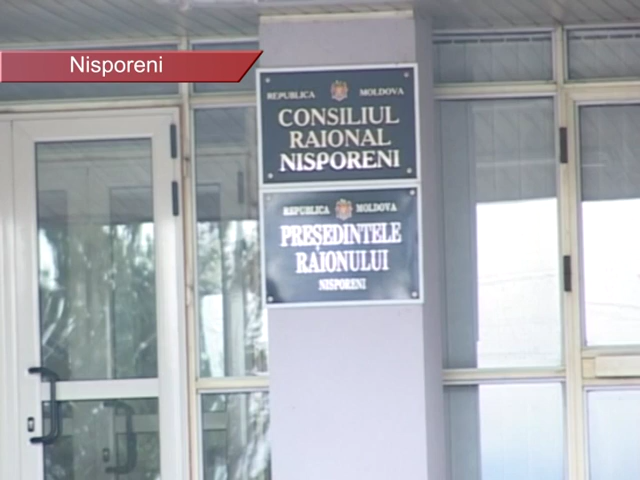 Nisporeni
REPUBLICA MOLDOVA
CONSILIUL
RAIONAL
NISPORENI
REPUBLICA MOLDOVA
PREȘEDINTELE
RAIONULUI
NISPORENI